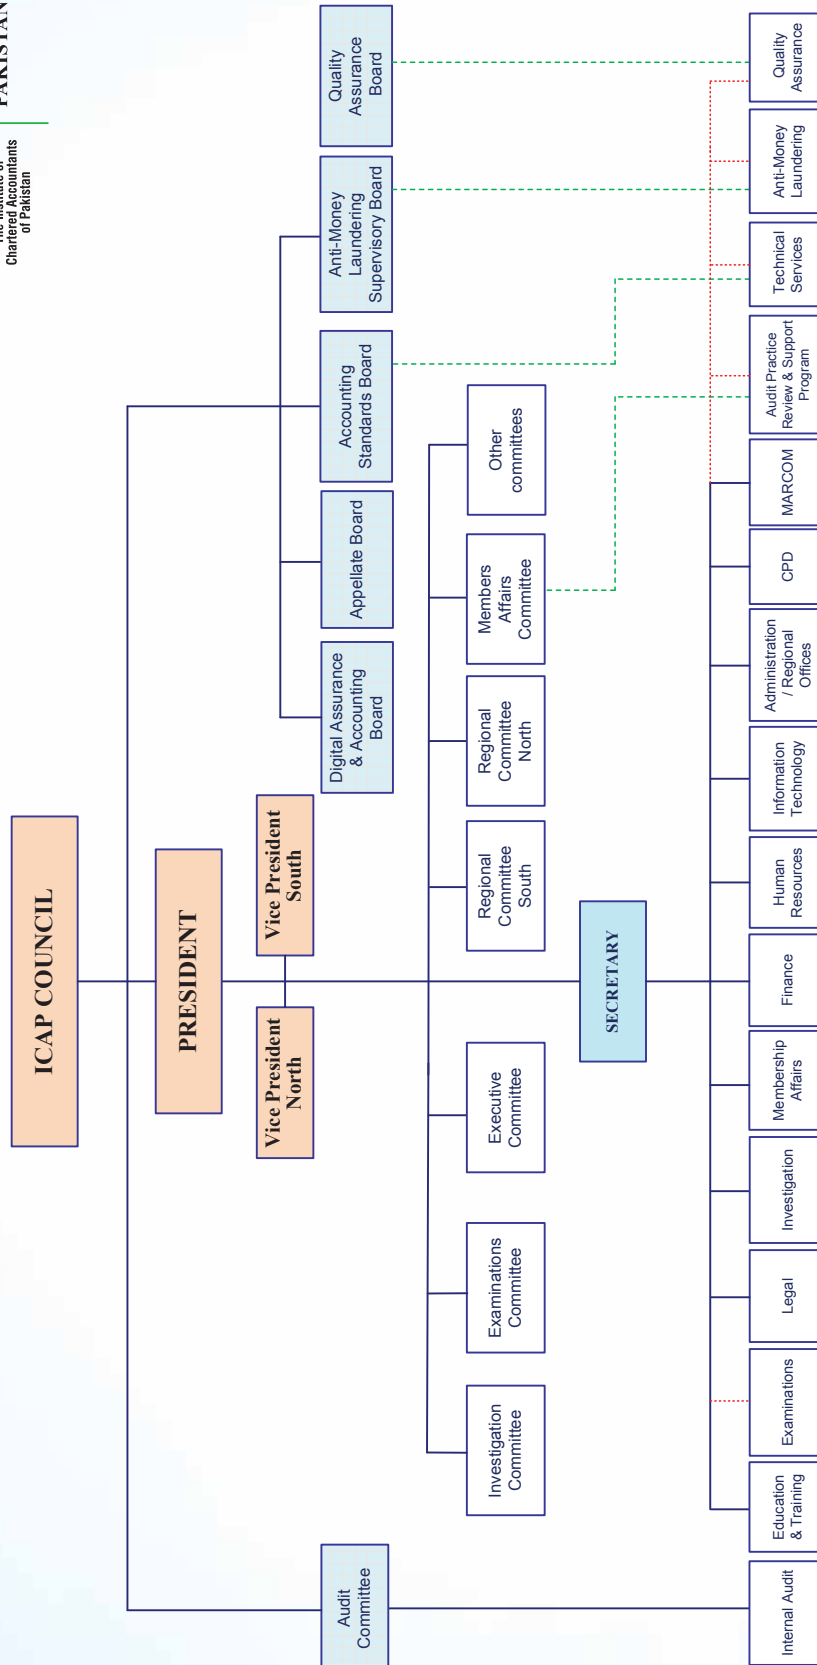 The Institute of
Chartered Accountants
of Pakistan
PAKISTAN
ICAP COUNCIL
PRESIDENT
Vice President
North
Vice President
South
Audit
Committee
Digital Assurance
& Accounting
Board
Appellate Board
Accounting
Standards Board
Anti-Money
Laundering
Supervisory Board
Quality
Assurance
Board
Investigation
Committee
Examinations
Committee
Executive
Committee
Regional
Committee
South
Regional
Committee
North
Members
Affairs
Committee
Other
committees
SECRETARY
Internal Audit
Education
& Training
Examinations
Legal
Investigation
Membership
Affairs
Finance
Human
Resources
Information
Technology
Administration
/ Regional
Offices
CPD
MARCOM
Audit Practice
Review & Support
Program
Technical
Services
Anti-Money
Laundering
Quality
Assurance